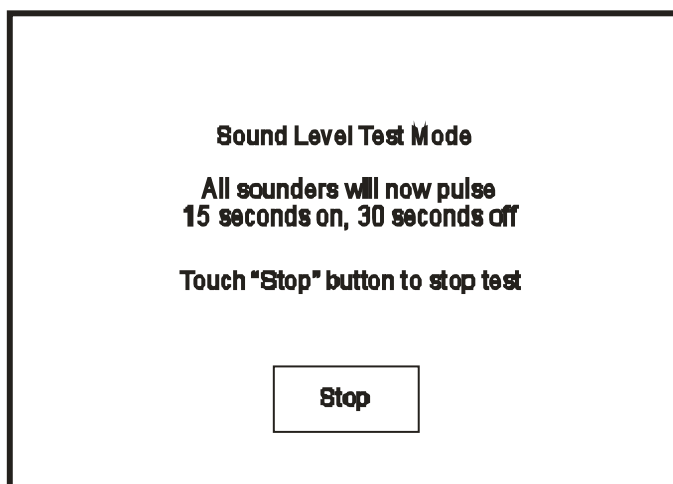 Sound Level Test Mode
All sounders will now pulse
15 seconds on, 30 seconds off
Touch “Stop” button to stop test
Stop